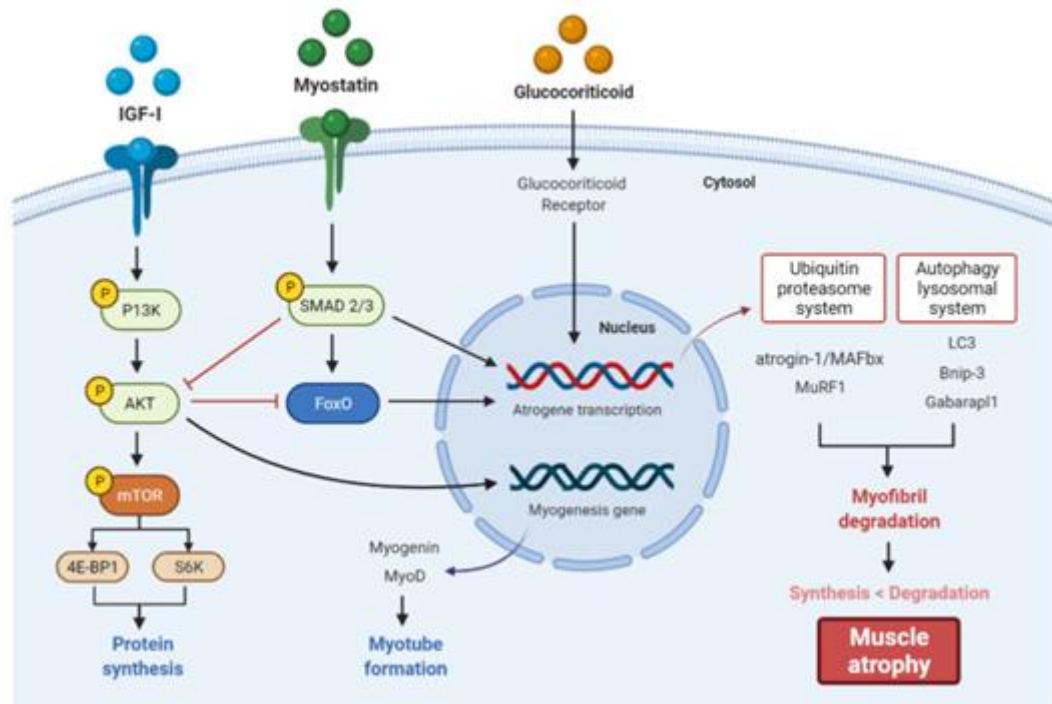 IGF-I
Myostatin
Glucocoriticoid
Glucocoriticoid
Receptor
Cytosol
P
P13K
P
SMAD 2/3
P
AKT
FoxO
P
mTOR
4E-BP1
S6K
Protein
synthesis
Nucleus
Atrogene transcription
Myogenesis gene
Myogenin
MyoD
Myotube
formation
Ubiquitin
proteasome
system
Autophagy
lysosomal
system
atrogin-1/MAFbx
MuRF1
LC3
Bnip-3
Gabarapl1
Myofibril
degradation
Synthesis < Degradation
Muscle
atrophy